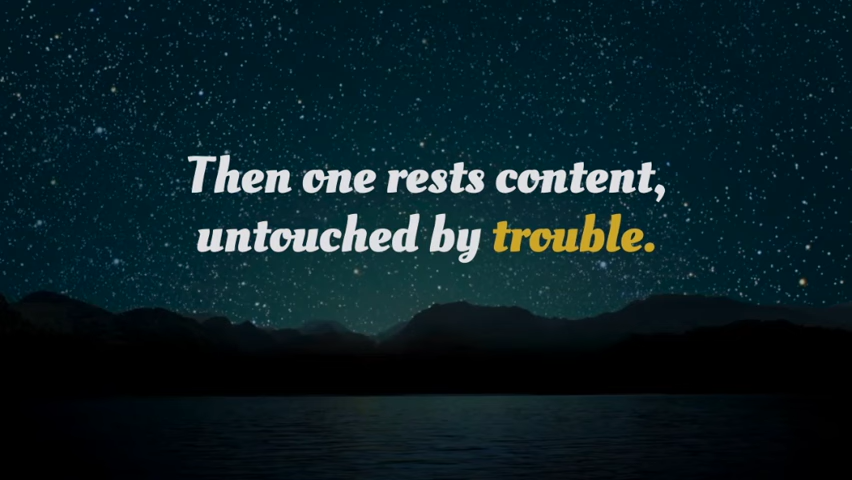 Then one rests content,
untouched by trouble.